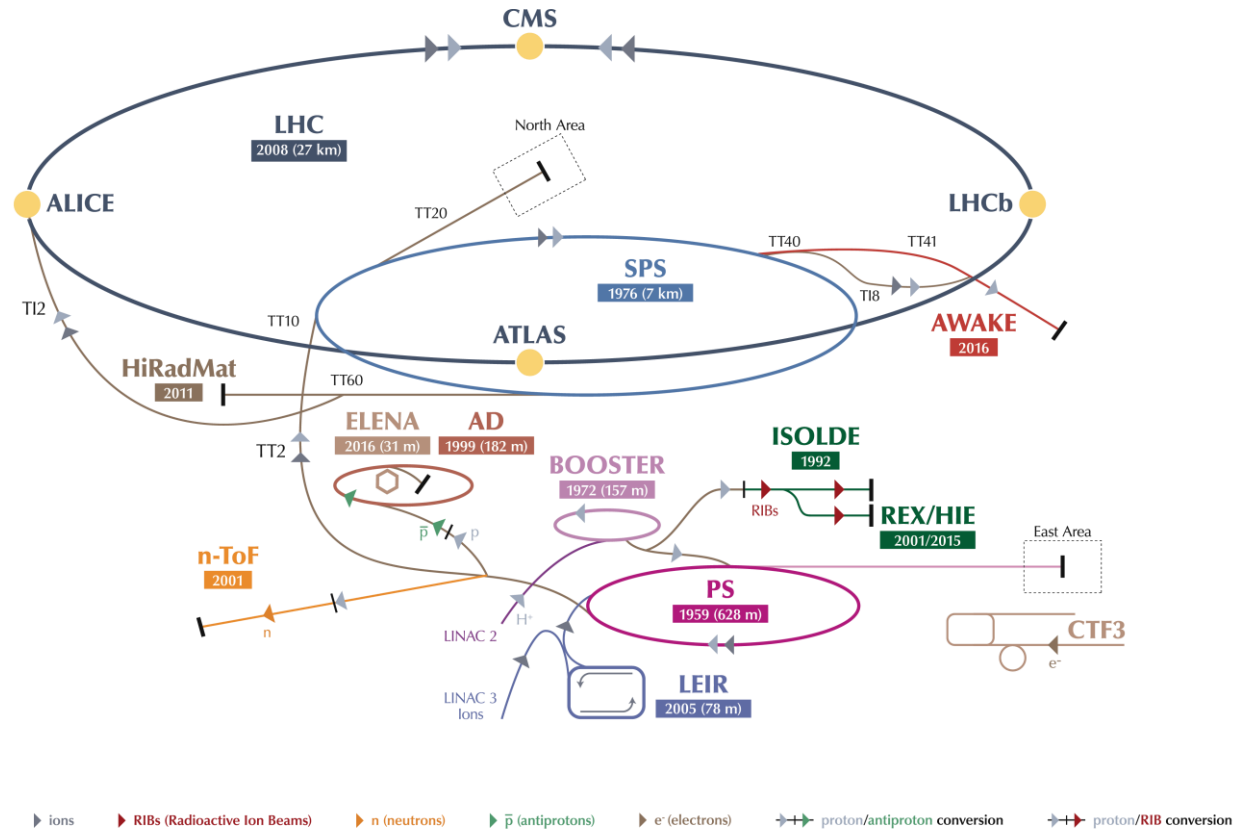 CMS
LHC
2008 (27 km)
North Area
ALICE
LHCb
TT20
TT40
TT41
SPS
1976 (7 km)
TI8
TI2
TT10
ATLAS
AWAKE
2016
HiRadMat
2011
TT60
ELENA
2016 (31 m)
AD
1999 (182 m)
TT2
ISOLDE
1992
BOOSTER
1972 (157 m)
RIBs
REX/HIE
2001/2015
p̄
p
East Area
n-ToF
2001
PS
1959 (628 m)
n
H⁺
LINAC 2
CTF3
e⁻
LEIR
2005 (78 m)
LINAC 3
Ions
ions
RIBs (Radioactive Ion Beams)
n (neutrons)
p̄ (antiprotons)
e⁻ (electrons)
proton/antiproton conversion
proton/RIB conversion